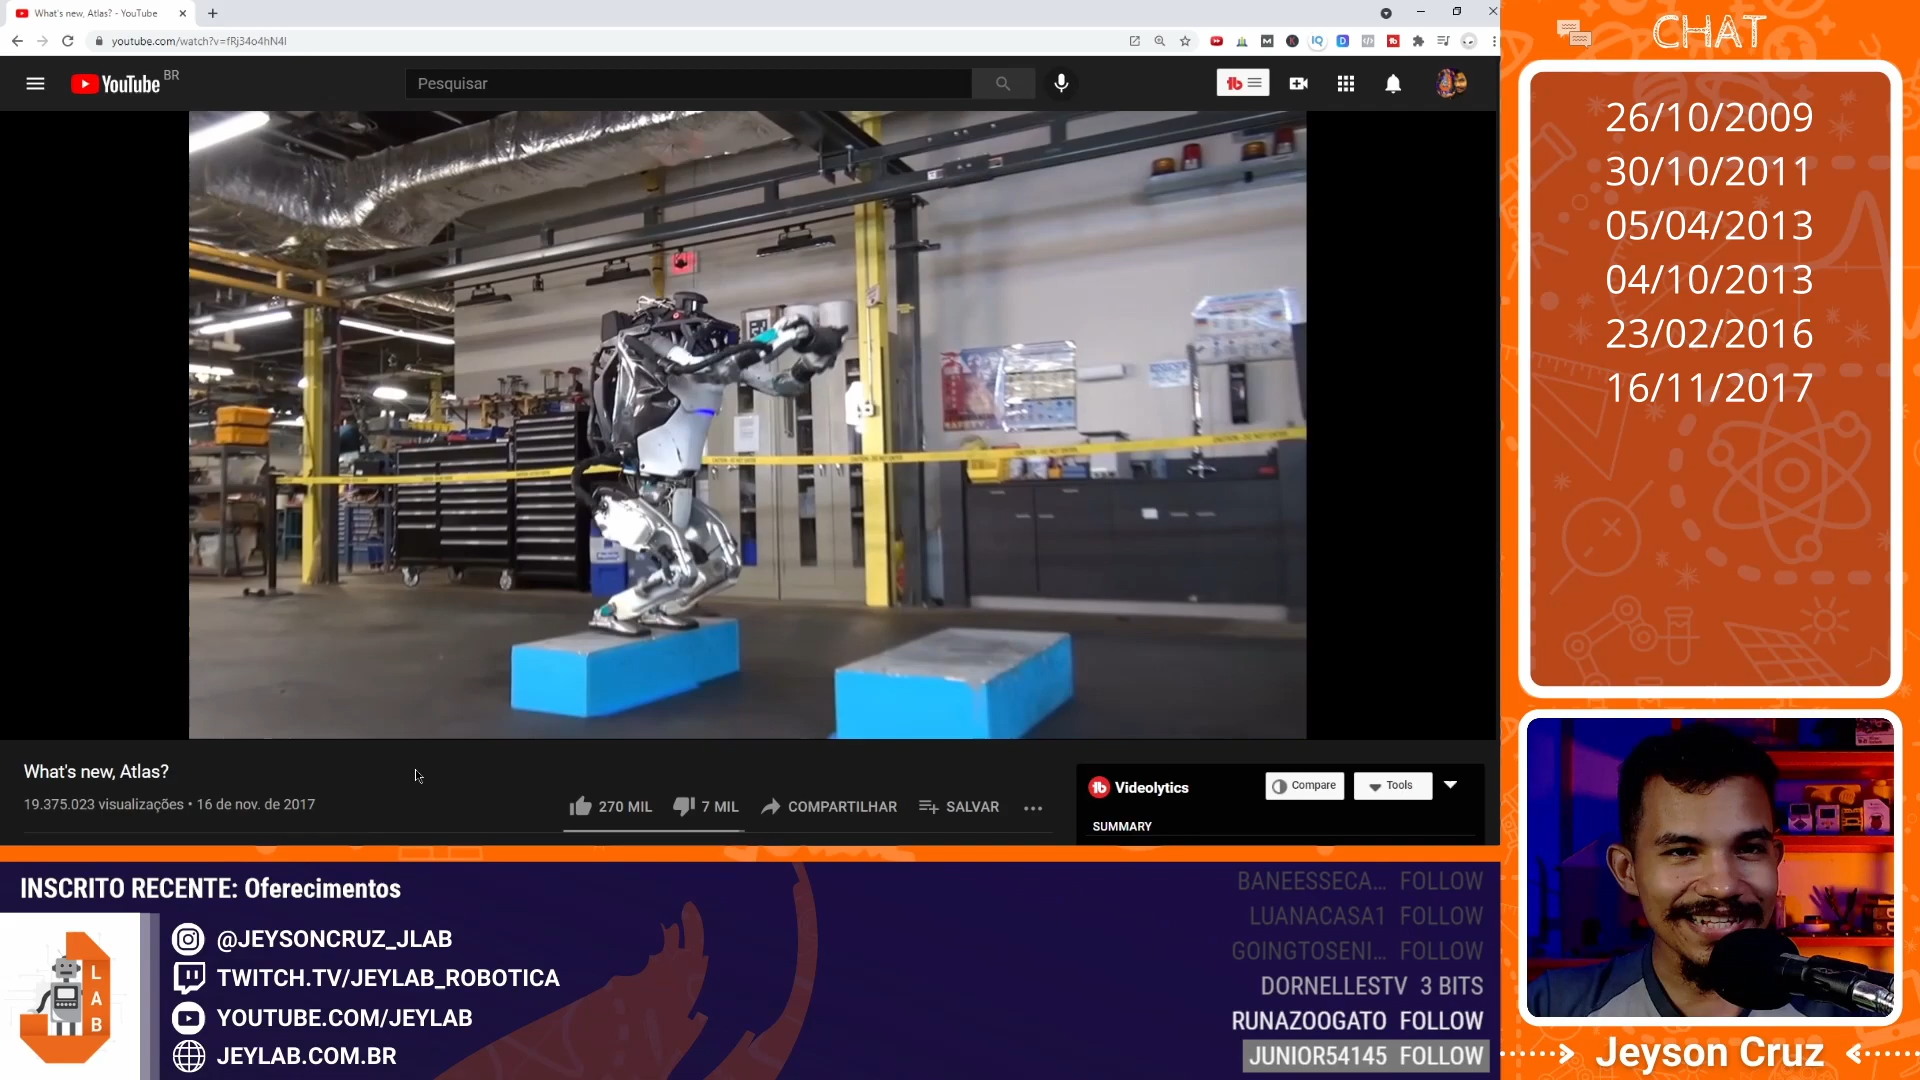 What's new, Atlas? - YouTube
youtube.com/watch?v=fRj34o4hN4I
YouTube BR
Pesquisar
What's new, Atlas?
19.375.023 visualizações • 16 de nov. de 2017
270 MIL
7 MIL
COMPARTILHAR
SALVAR
Videolytics
Compare
Tools
SUMMARY
CHAT
26/10/2009
30/10/2011
05/04/2013
04/10/2013
23/02/2016
16/11/2017
INSCRITO RECENTE: Oferecimentos
LAB
@JEYSONCRUZ_JLAB
TWITCH.TV/JEYLAB_ROBOTICA
YOUTUBE.COM/JEYLAB
JEYLAB.COM.BR
BANEESSECA... FOLLOW
LUANACASA1 FOLLOW
GOINGTOSENI... FOLLOW
DORNELLESTV 3 BITS
RUNAZOOGATO FOLLOW
JUNIOR54145 FOLLOW
Jeyson Cruz